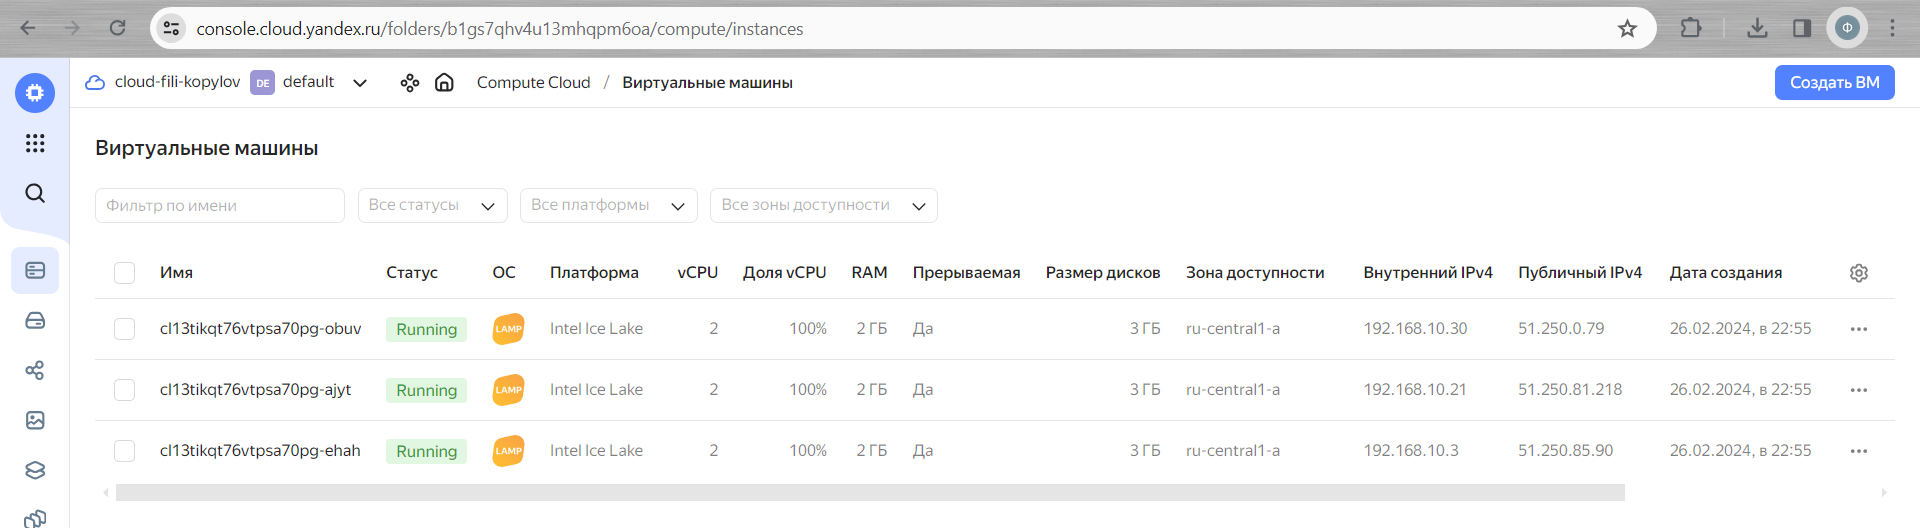 console.cloud.yandex.ru/folders/b1gs7qhv4u13mhqpm6oa/compute/instances
Ф
cloud-fili-kopylov DE default Compute Cloud / Виртуальные машины Создать ВМ
Виртуальные машины
Фильтр по имени Все статусы Все платформы Все зоны доступности
Имя Статус ОС Платформа vCPU Доля vCPU RAM Прерываемая Размер дисков Зона доступности Внутренний IPv4 Публичный IPv4 Дата создания
cl13tikqt76vtpsa70pg-obuv Running LAMP Intel Ice Lake 2 100% 2 ГБ Да 3 ГБ ru-central1-a 192.168.10.30 51.250.0.79 26.02.2024, в 22:55
cl13tikqt76vtpsa70pg-ajyt Running LAMP Intel Ice Lake 2 100% 2 ГБ Да 3 ГБ ru-central1-a 192.168.10.21 51.250.81.218 26.02.2024, в 22:55
cl13tikqt76vtpsa70pg-ehah Running LAMP Intel Ice Lake 2 100% 2 ГБ Да 3 ГБ ru-central1-a 192.168.10.3 51.250.85.90 26.02.2024, в 22:55